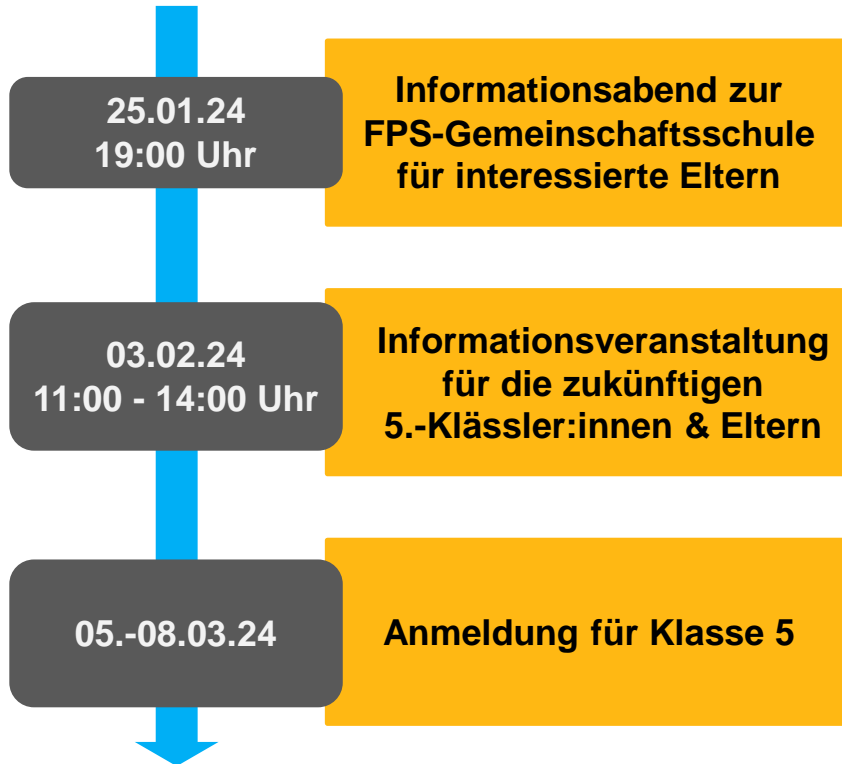 25.01.24
19:00 Uhr
Informationsabend zur
FPS-Gemeinschaftsschule
für interessierte Eltern
03.02.24
11:00 - 14:00 Uhr
Informationsveranstaltung
für die zukünftigen
5.-Klässler:innen & Eltern
05.-08.03.24
Anmeldung für Klasse 5